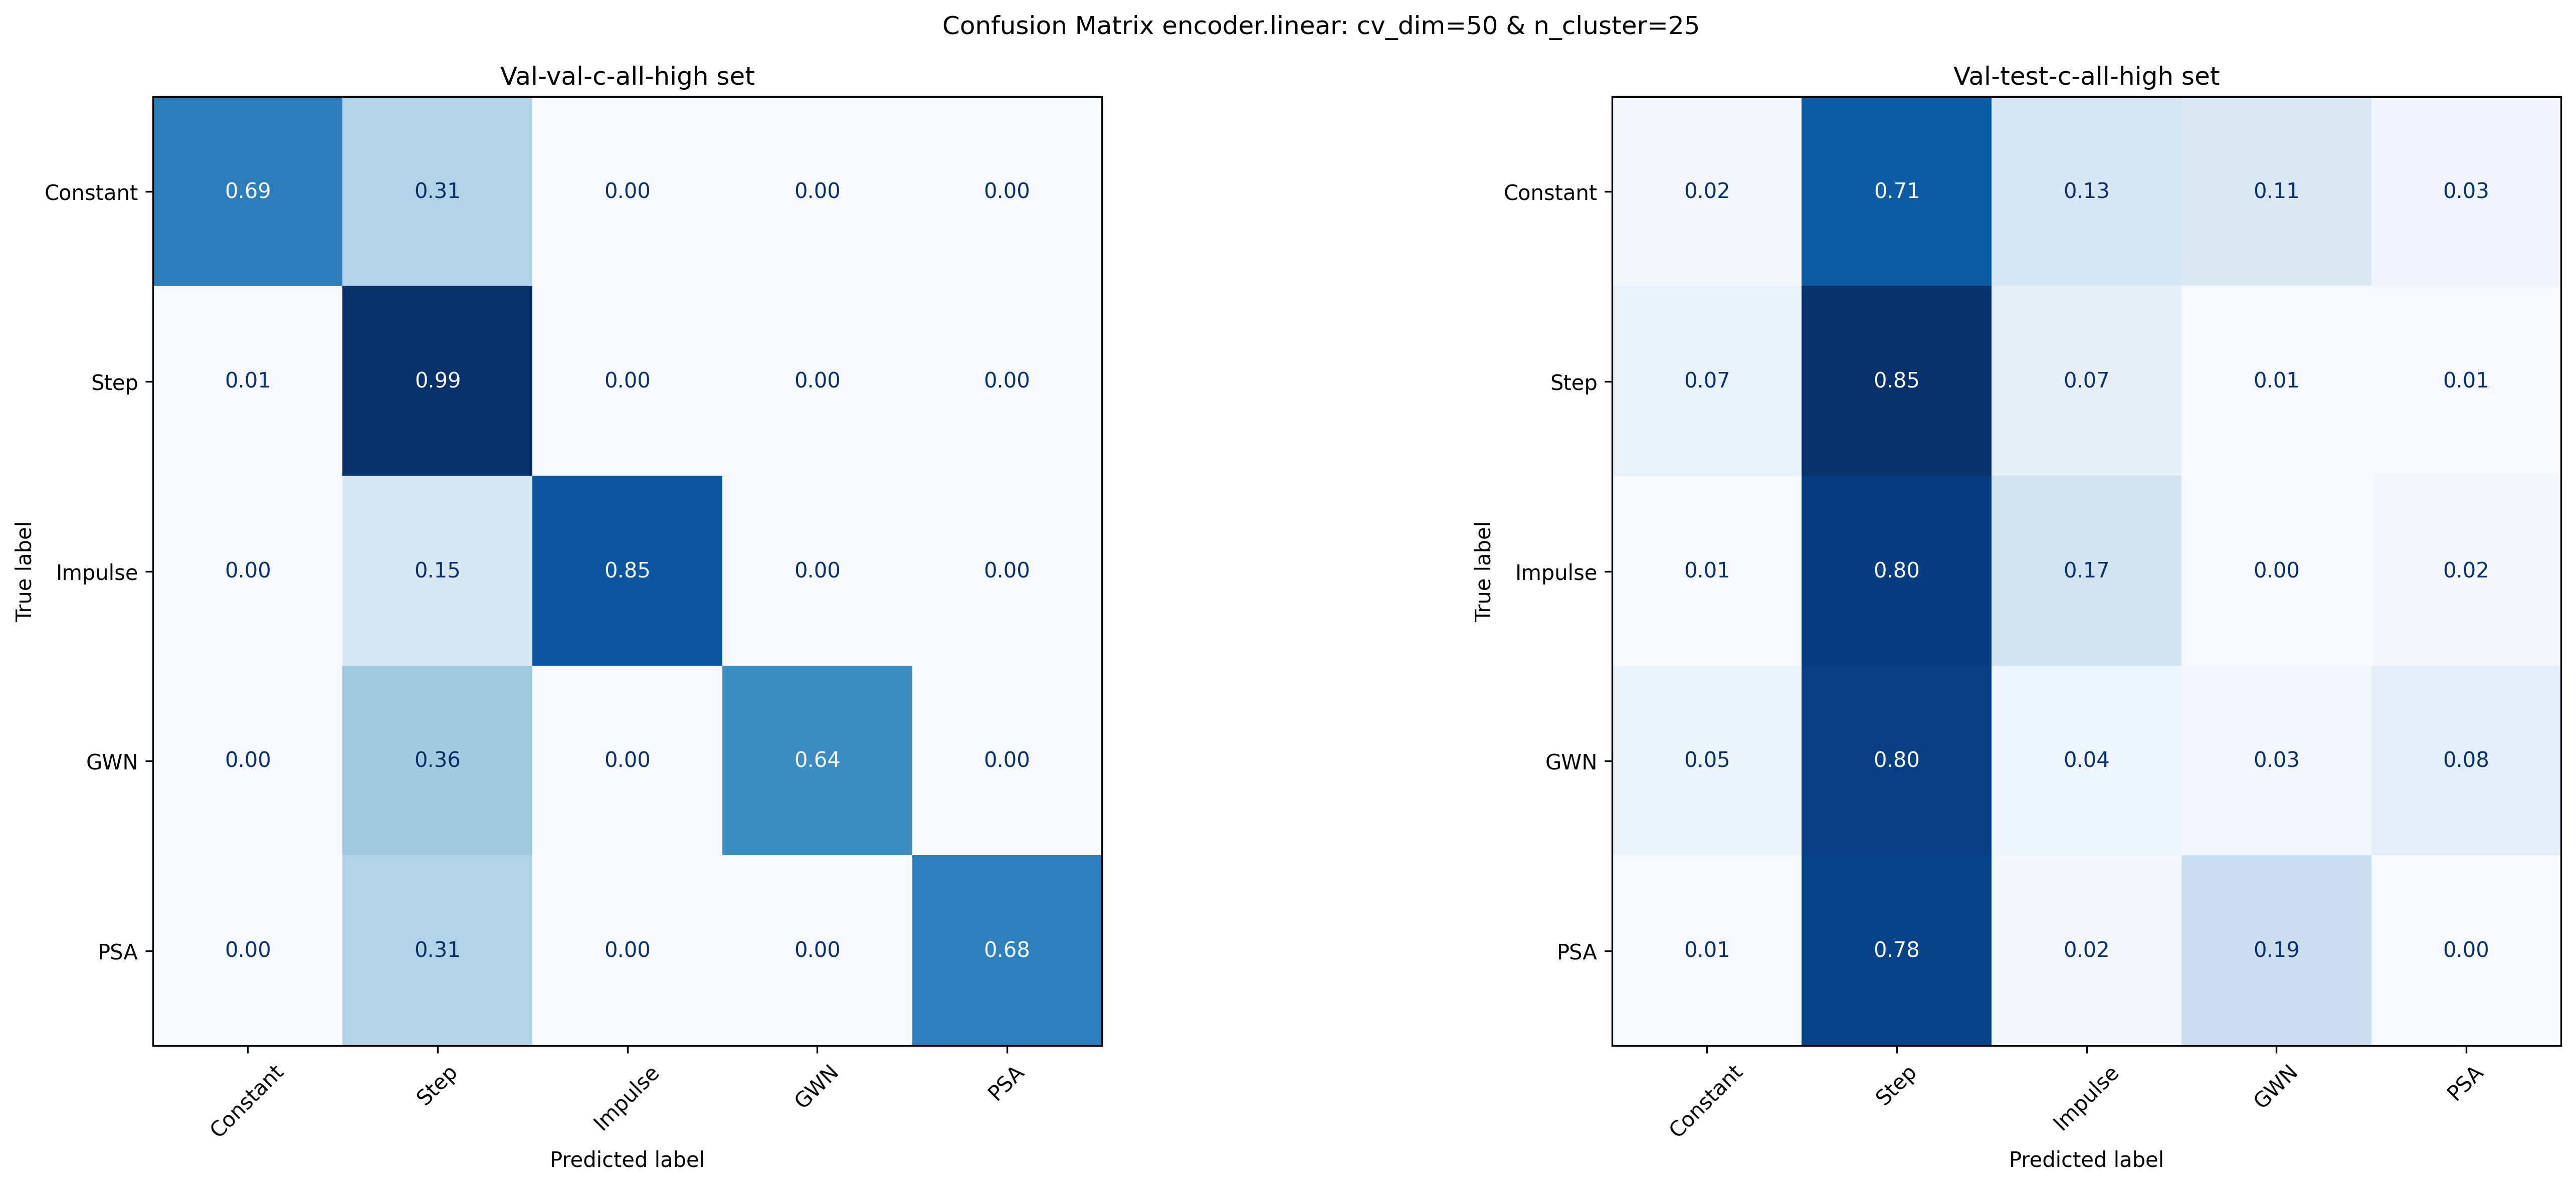 Confusion Matrix encoder.linear: cv_dim=50 & n_cluster=25
Val-val-c-all-high set
True label
Constant 0.69 0.31 0.00 0.00 0.00
Step 0.01 0.99 0.00 0.00 0.00
Impulse 0.00 0.15 0.85 0.00 0.00
GWN 0.00 0.36 0.00 0.64 0.00
PSA 0.00 0.31 0.00 0.00 0.68
Constant Step Impulse GWN PSA
Predicted label
Val-test-c-all-high set
True label
Constant 0.02 0.71 0.13 0.11 0.03
Step 0.07 0.85 0.07 0.01 0.01
Impulse 0.01 0.80 0.17 0.00 0.02
GWN 0.05 0.80 0.04 0.03 0.08
PSA 0.01 0.78 0.02 0.19 0.00
Constant Step Impulse GWN PSA
Predicted label